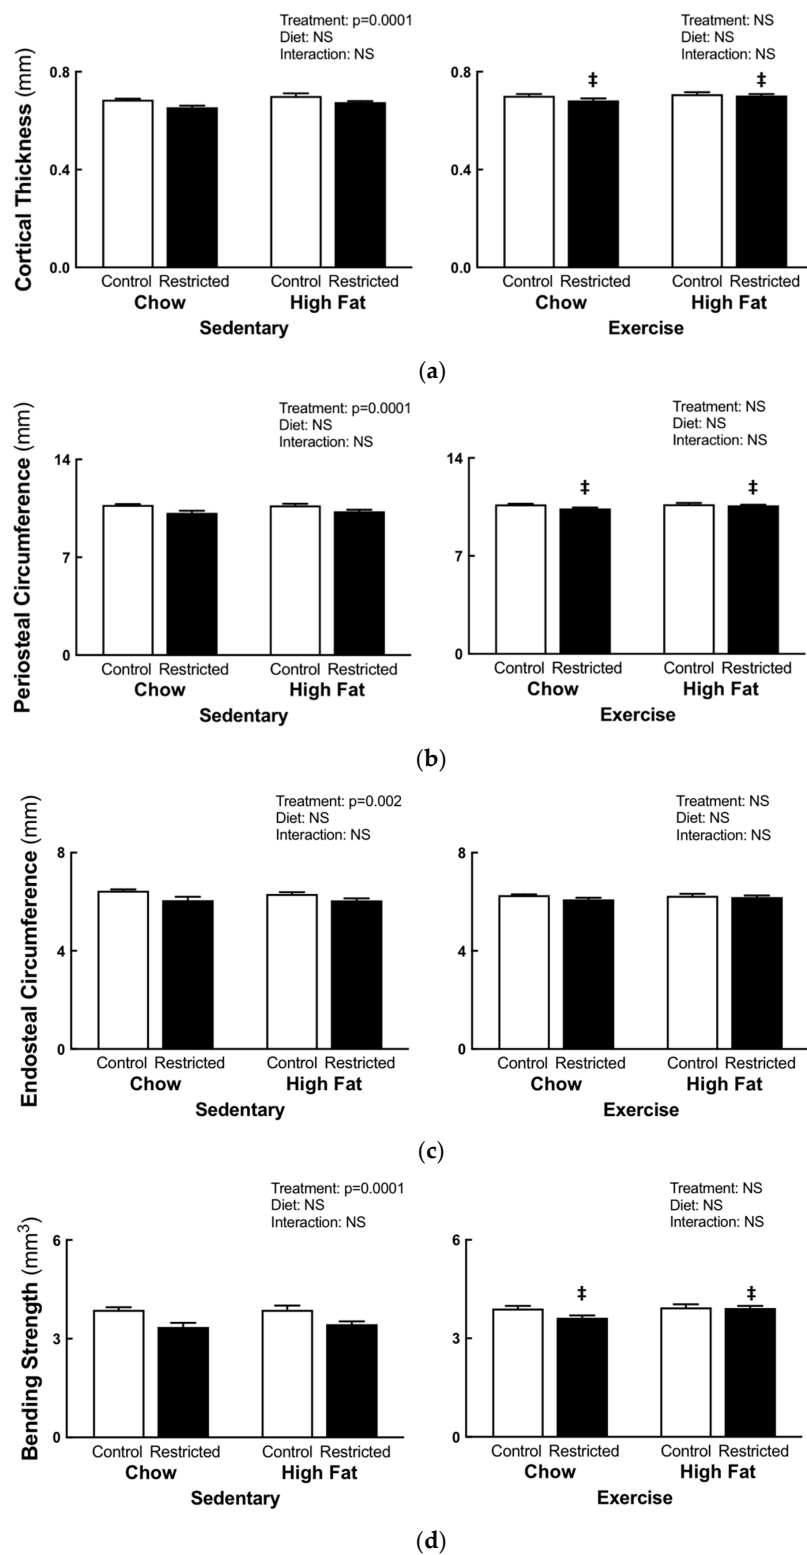 Treatment: p=0.0001
Diet: NS
Interaction: NS
Treatment: NS
Diet: NS
Interaction: NS
Cortical Thickness (mm)
0.8
0.4
0.0
0.8
0.4
0.0
‡
‡
Control Restricted
Control Restricted
Control Restricted
Control Restricted
Chow
High Fat
Chow
High Fat
Sedentary
Exercise
(a)
Treatment: p=0.0001
Diet: NS
Interaction: NS
Treatment: NS
Diet: NS
Interaction: NS
Periosteal Circumference (mm)
14
7
0
14
7
0
‡
‡
Control Restricted
Control Restricted
Control Restricted
Control Restricted
Chow
High Fat
Chow
High Fat
Sedentary
Exercise
(b)
Treatment: p=0.002
Diet: NS
Interaction: NS
Treatment: NS
Diet: NS
Interaction: NS
Endosteal Circumference (mm)
8
4
0
8
4
0
Control Restricted
Control Restricted
Control Restricted
Control Restricted
Chow
High Fat
Chow
High Fat
Sedentary
Exercise
(c)
Treatment: p=0.0001
Diet: NS
Interaction: NS
Treatment: NS
Diet: NS
Interaction: NS
Bending Strength (mm³)
6
3
0
6
3
0
‡
‡
Control Restricted
Control Restricted
Control Restricted
Control Restricted
Chow
High Fat
Chow
High Fat
Sedentary
Exercise
(d)